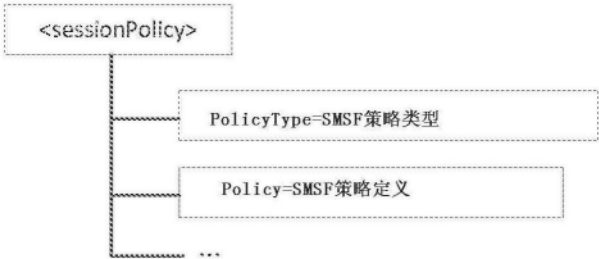 <sessionPolicy>
PolicyType=SMSF策略类型
Policy=SMSF策略定义
...